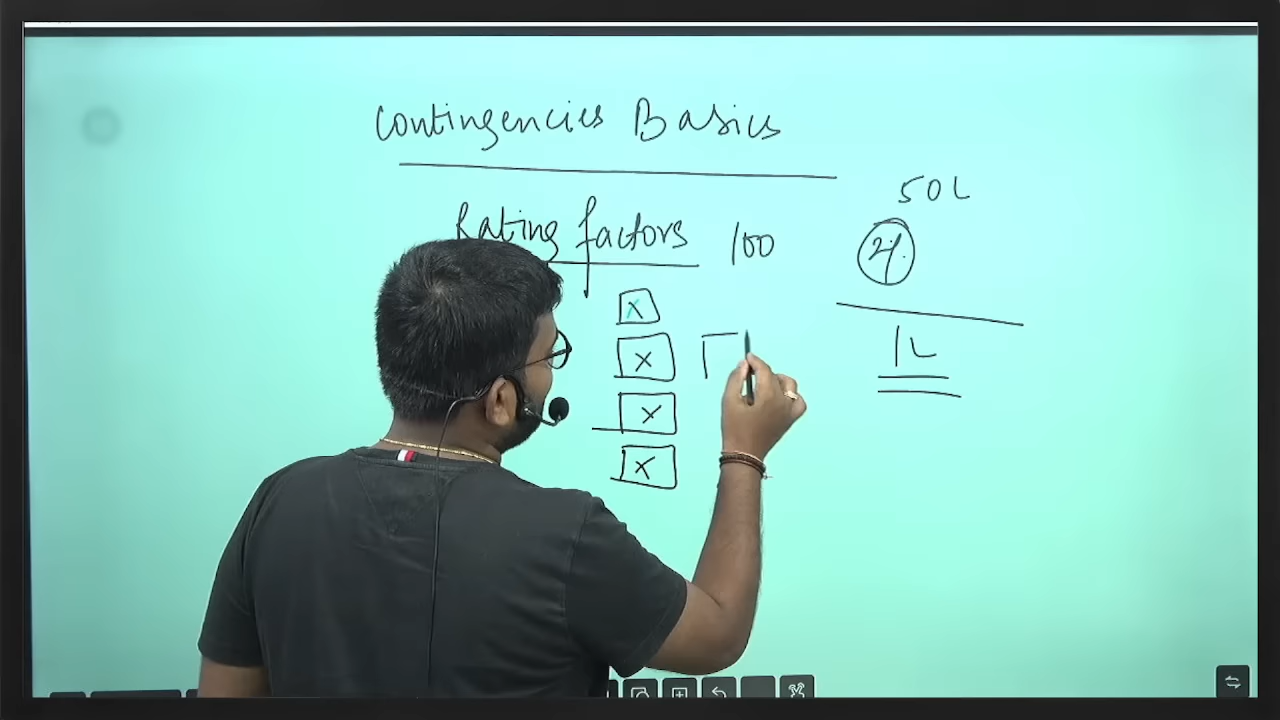 Contingencies Basics
50L
Rating factors 100
2%
X
1L
X
X
X